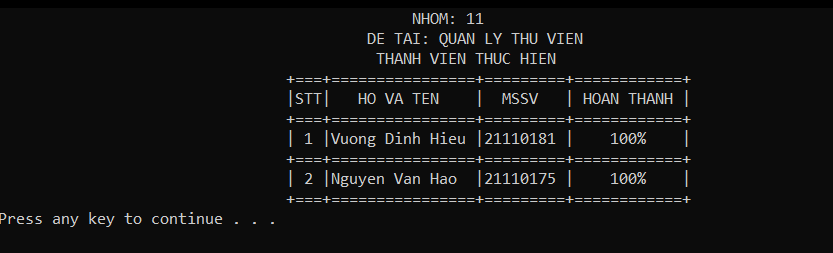 NHOM: 11
DE TAI: QUAN LY THU VIEN
THANH VIEN THUC HIEN
+===+================+=========+============+
|STT|   HO VA TEN    |  MSSV   | HOAN THANH |
+===+================+=========+============+
| 1 |Vuong Dinh Hieu |21110181 |    100%    |
+===+================+=========+============+
| 2 |Nguyen Van Hao  |21110175 |    100%    |
+===+================+=========+============+
Press any key to continue . . .